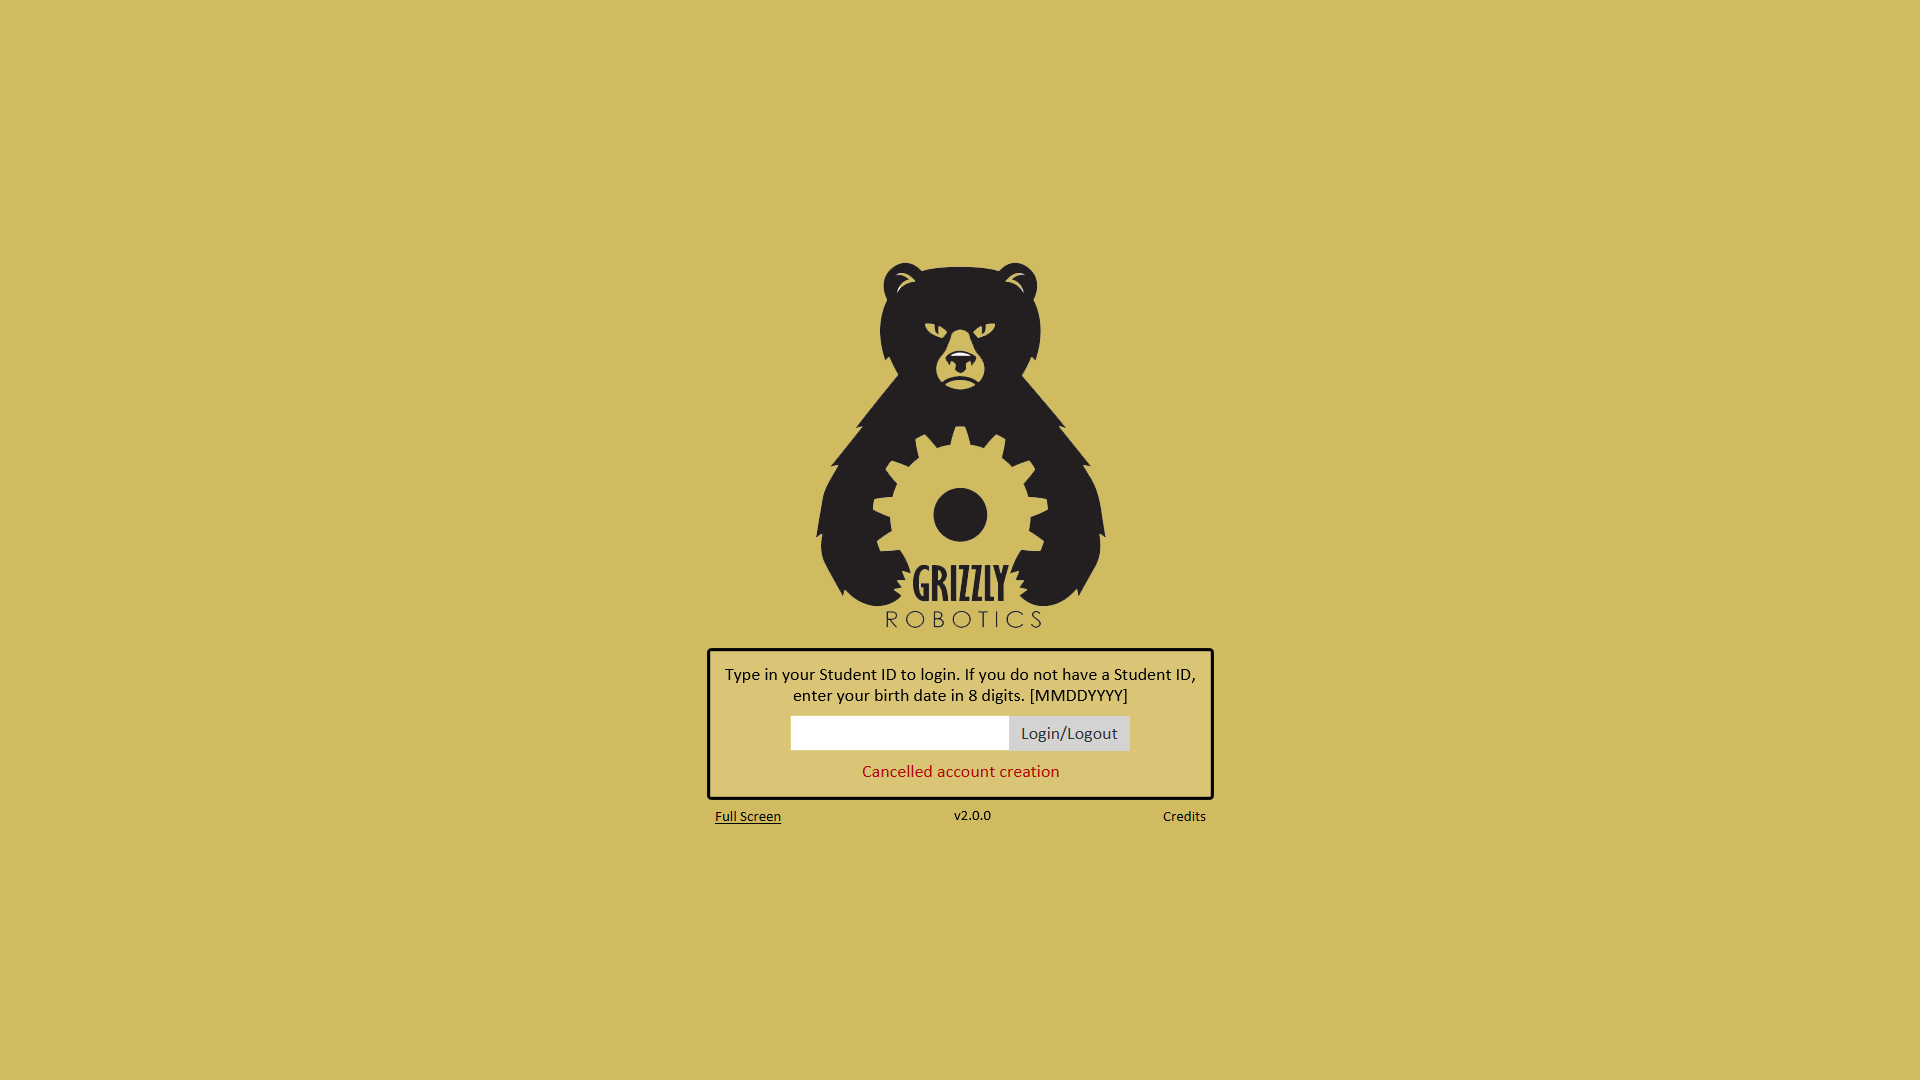 GRIZZLY
ROBOTICS
Type in your Student ID to login. If you do not have a Student ID,
enter your birth date in 8 digits. [MMDDYYYY]
Login/Logout
Cancelled account creation
Full Screen
v2.0.0
Credits